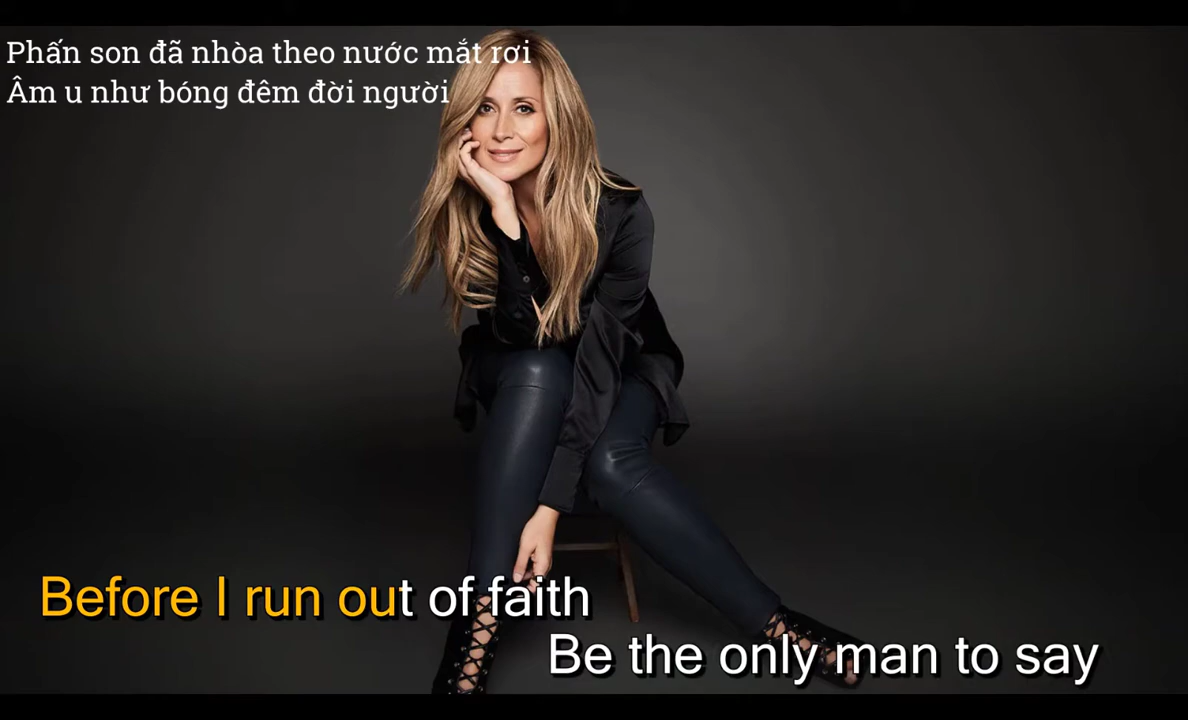 Phấn son đã nhòa theo nước mắt rơi
Âm u như bóng đêm đời người
Before I run out of faith
Be the only man to say